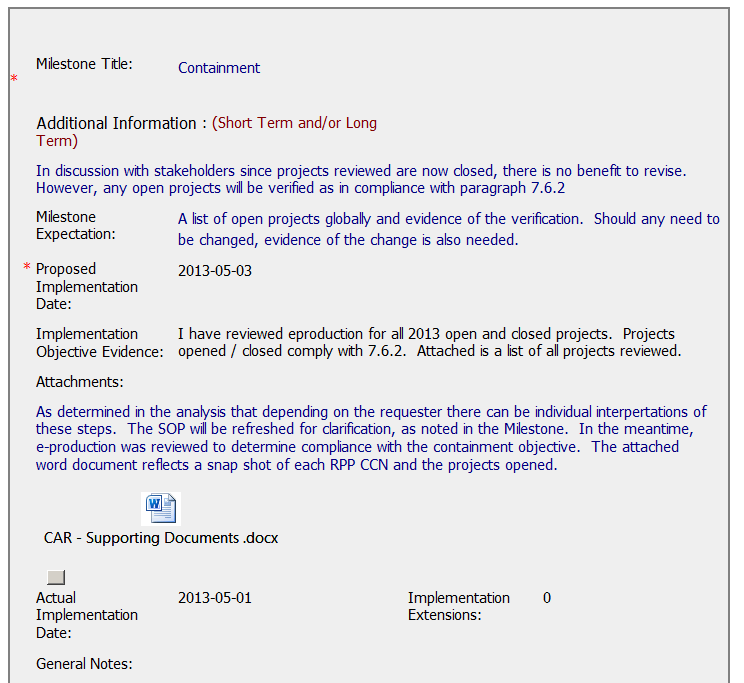 Milestone Title: Containment
*
Additional Information : (Short Term and/or Long
Term)
In discussion with stakeholders since projects reviewed are now closed, there is no benefit to revise.
However, any open projects will be verified as in compliance with paragraph 7.6.2
Milestone Expectation: A list of open projects globally and evidence of the verification. Should any need to
be changed, evidence of the change is also needed.
* Proposed Implementation Date: 2013-05-03
Implementation Objective Evidence: I have reviewed eproduction for all 2013 open and closed projects. Projects
opened / closed comply with 7.6.2. Attached is a list of all projects reviewed.
Attachments:
As determined in the analysis that depending on the requester there can be individual interpertations of
these steps. The SOP will be refreshed for clarification, as noted in the Milestone. In the meantime,
e-production was reviewed to determine compliance with the containment objective. The attached
word document reflects a snap shot of each RPP CCN and the projects opened.
W
CAR - Supporting Documents .docx
Actual Implementation Date: 2013-05-01
Implementation Extensions: 0
General Notes: